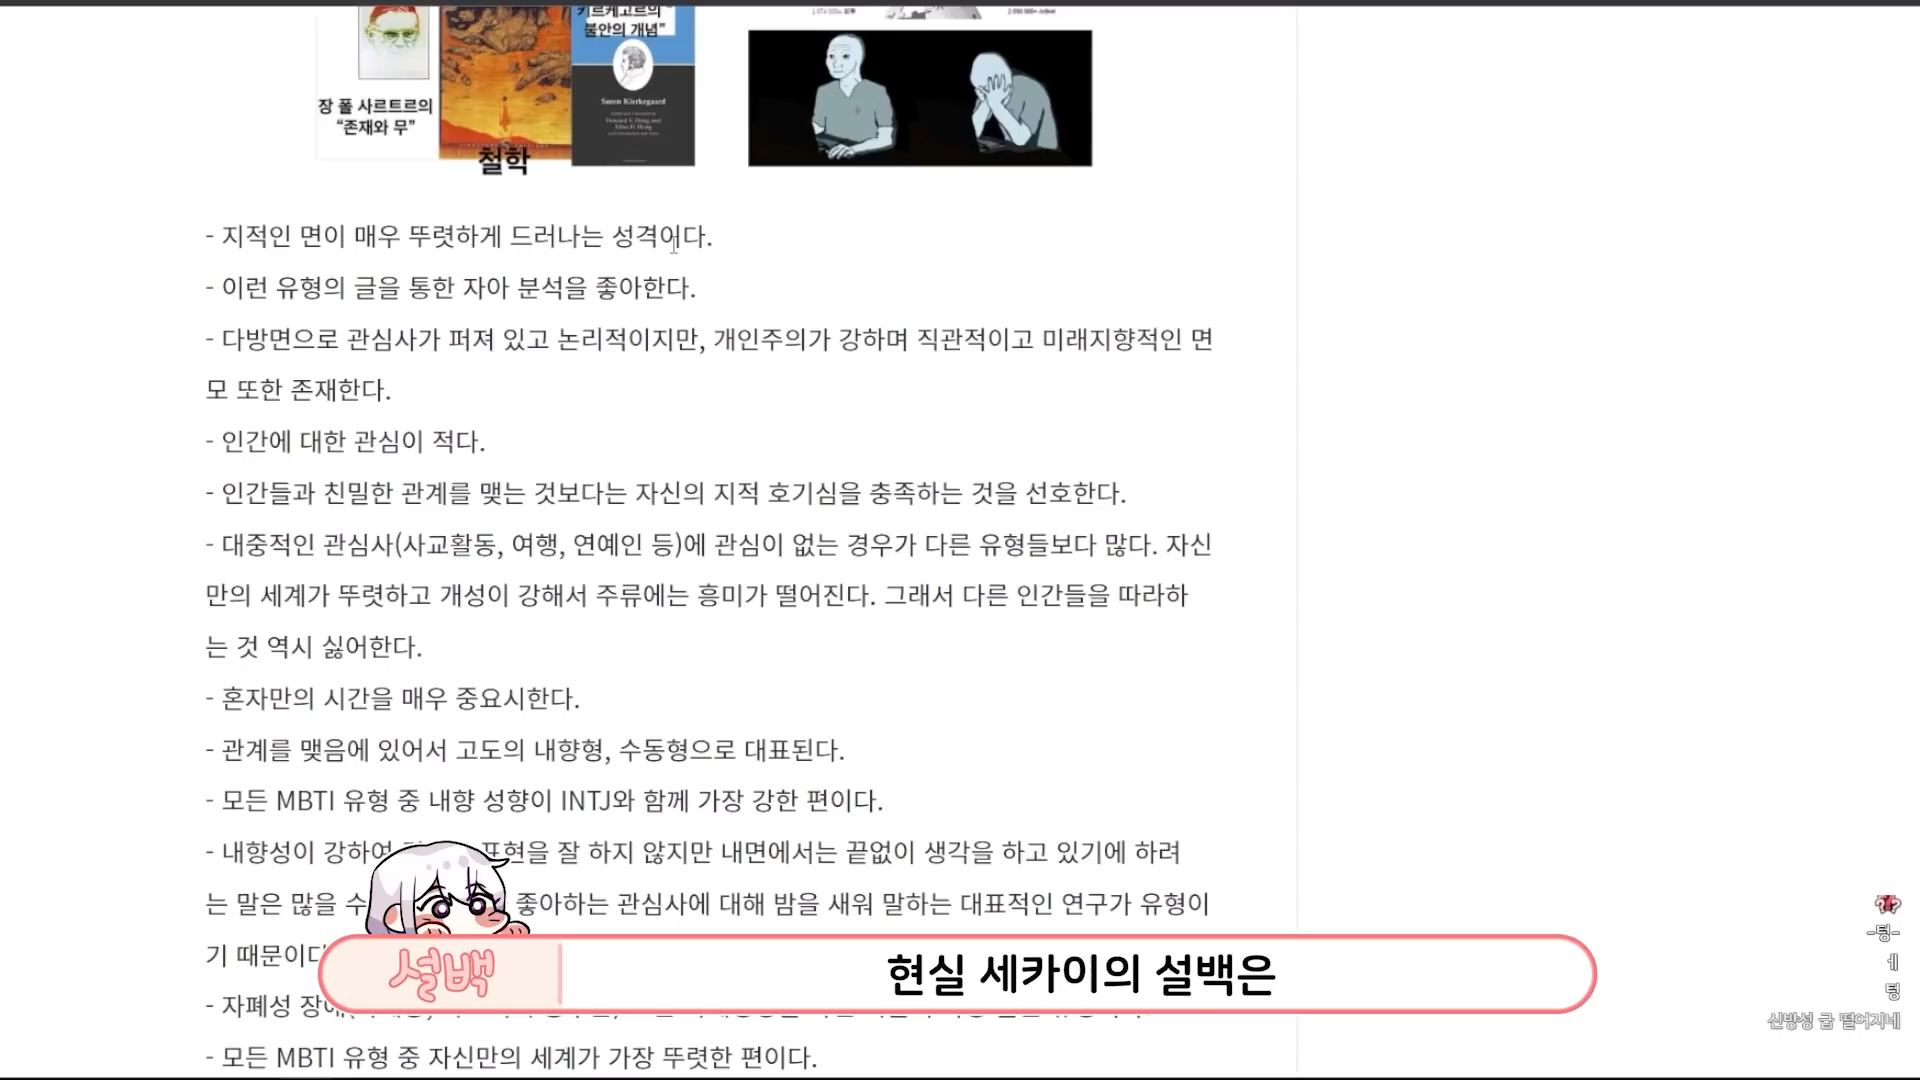 키르케고르의
불안의 개념"
장 폴 사르트르의
"존재와 무"
Søren Kierkegaard
철학
- 지적인 면이 매우 뚜렷하게 드러나는 성격이다.
- 이런 유형의 글을 통한 자아 분석을 좋아한다.
- 다방면으로 관심사가 퍼져 있고 논리적이지만, 개인주의가 강하며 직관적이고 미래지향적인 면
모 또한 존재한다.
- 인간에 대한 관심이 적다.
- 인간들과 친밀한 관계를 맺는 것보다는 자신의 지적 호기심을 충족하는 것을 선호한다.
- 대중적인 관심사(사교활동, 여행, 연예인 등)에 관심이 없는 경우가 다른 유형들보다 많다. 자신
만의 세계가 뚜렷하고 개성이 강해서 주류에는 흥미가 떨어진다. 그래서 다른 인간들을 따라하
는 것 역시 싫어한다.
- 혼자만의 시간을 매우 중요시한다.
- 관계를 맺음에 있어서 고도의 내향형, 수동형으로 대표된다.
- 모든 MBTI 유형 중 내향 성향이 INTJ와 함께 가장 강한 편이다.
- 내향성이 강하여 표현을 잘 하지 않지만 내면에서는 끝없이 생각을 하고 있기에 하려
는 말은 많을 수 좋아하는 관심사에 대해 밤을 새워 말하는 대표적인 연구가 유형이
기 때문이다
설백
현실 세카이의 설백은
- 자폐성
- 모든 MBTI 유형 중 자신만의 세계가 가장 뚜렷한 편이다.
-텅-
ㅔ
텅
신방성 굽 떨어지네